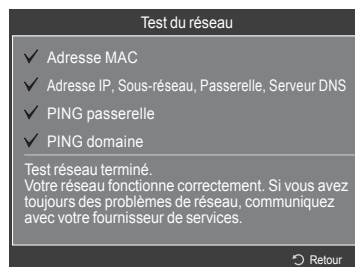 Test du réseau
Adresse MAC
Adresse IP, Sous-réseau, Passerelle, Serveur DNS
PING passerelle
PING domaine
Test réseau terminé.
Votre réseau fonctionne correctement. Si vous avez
toujours des problèmes de réseau, communiquez
avec votre fournisseur de services.
Retour